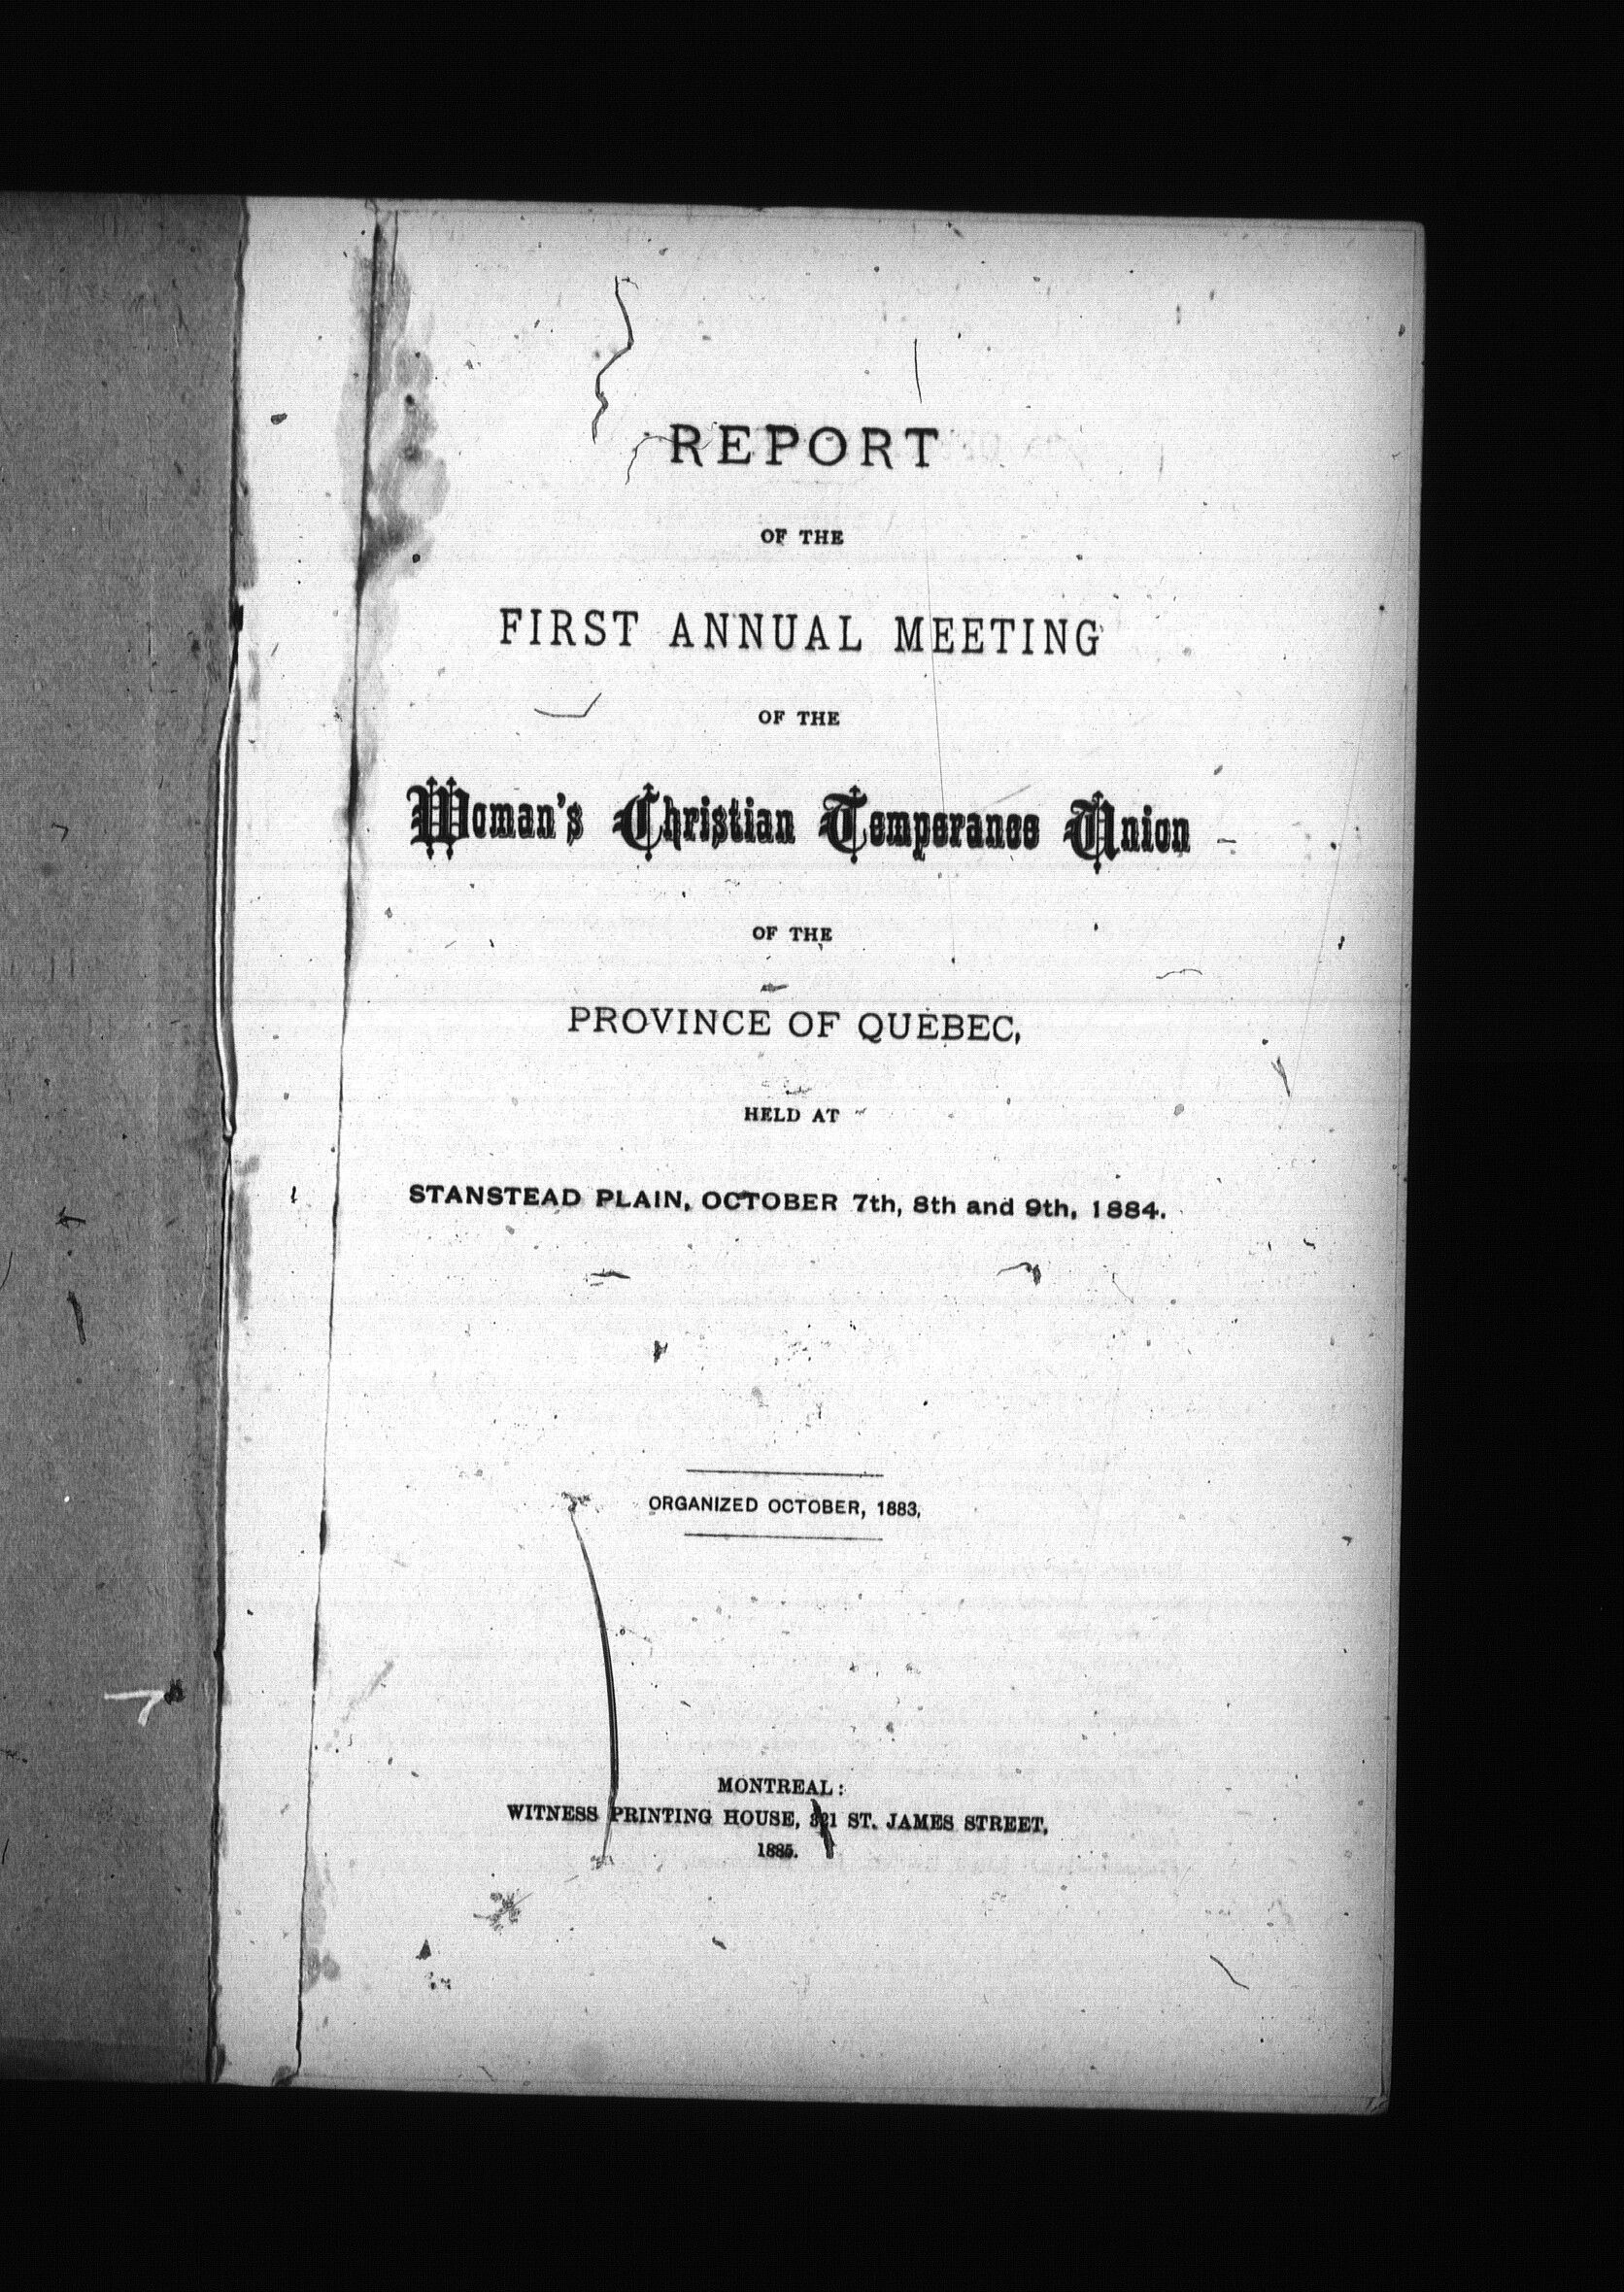 REPORT
OF THE
FIRST ANNUAL MEETING
OF THE
Woman's Christian Temperance Union
OF THE
PROVINCE OF QUEBEC,
HELD AT
STANSTEAD PLAIN, OCTOBER 7th, 8th and 9th, 1884.
ORGANIZED OCTOBER, 1883,
MONTREAL:
WITNESS PRINTING HOUSE, 321 ST. JAMES STREET,
1885.